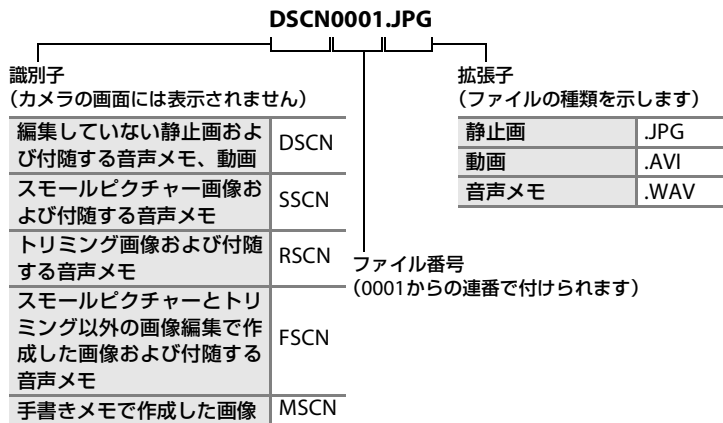 DSCN0001.JPG
識別子
(カメラの画面には表示されません)
編集していない静止画およ
び付随する音声メモ、動画
DSCN
スモールピクチャー画像お
よび付随する音声メモ
SSCN
トリミング画像および付随
する音声メモ
RSCN
スモールピクチャーとトリ
ミング以外の画像編集で作
成した画像および付随する
音声メモ
FSCN
手書きメモで作成した画像
MSCN
ファイル番号
(0001からの連番で付けられます)
拡張子
(ファイルの種類を示します)
静止画
.JPG
動画
.AVI
音声メモ
.WAV